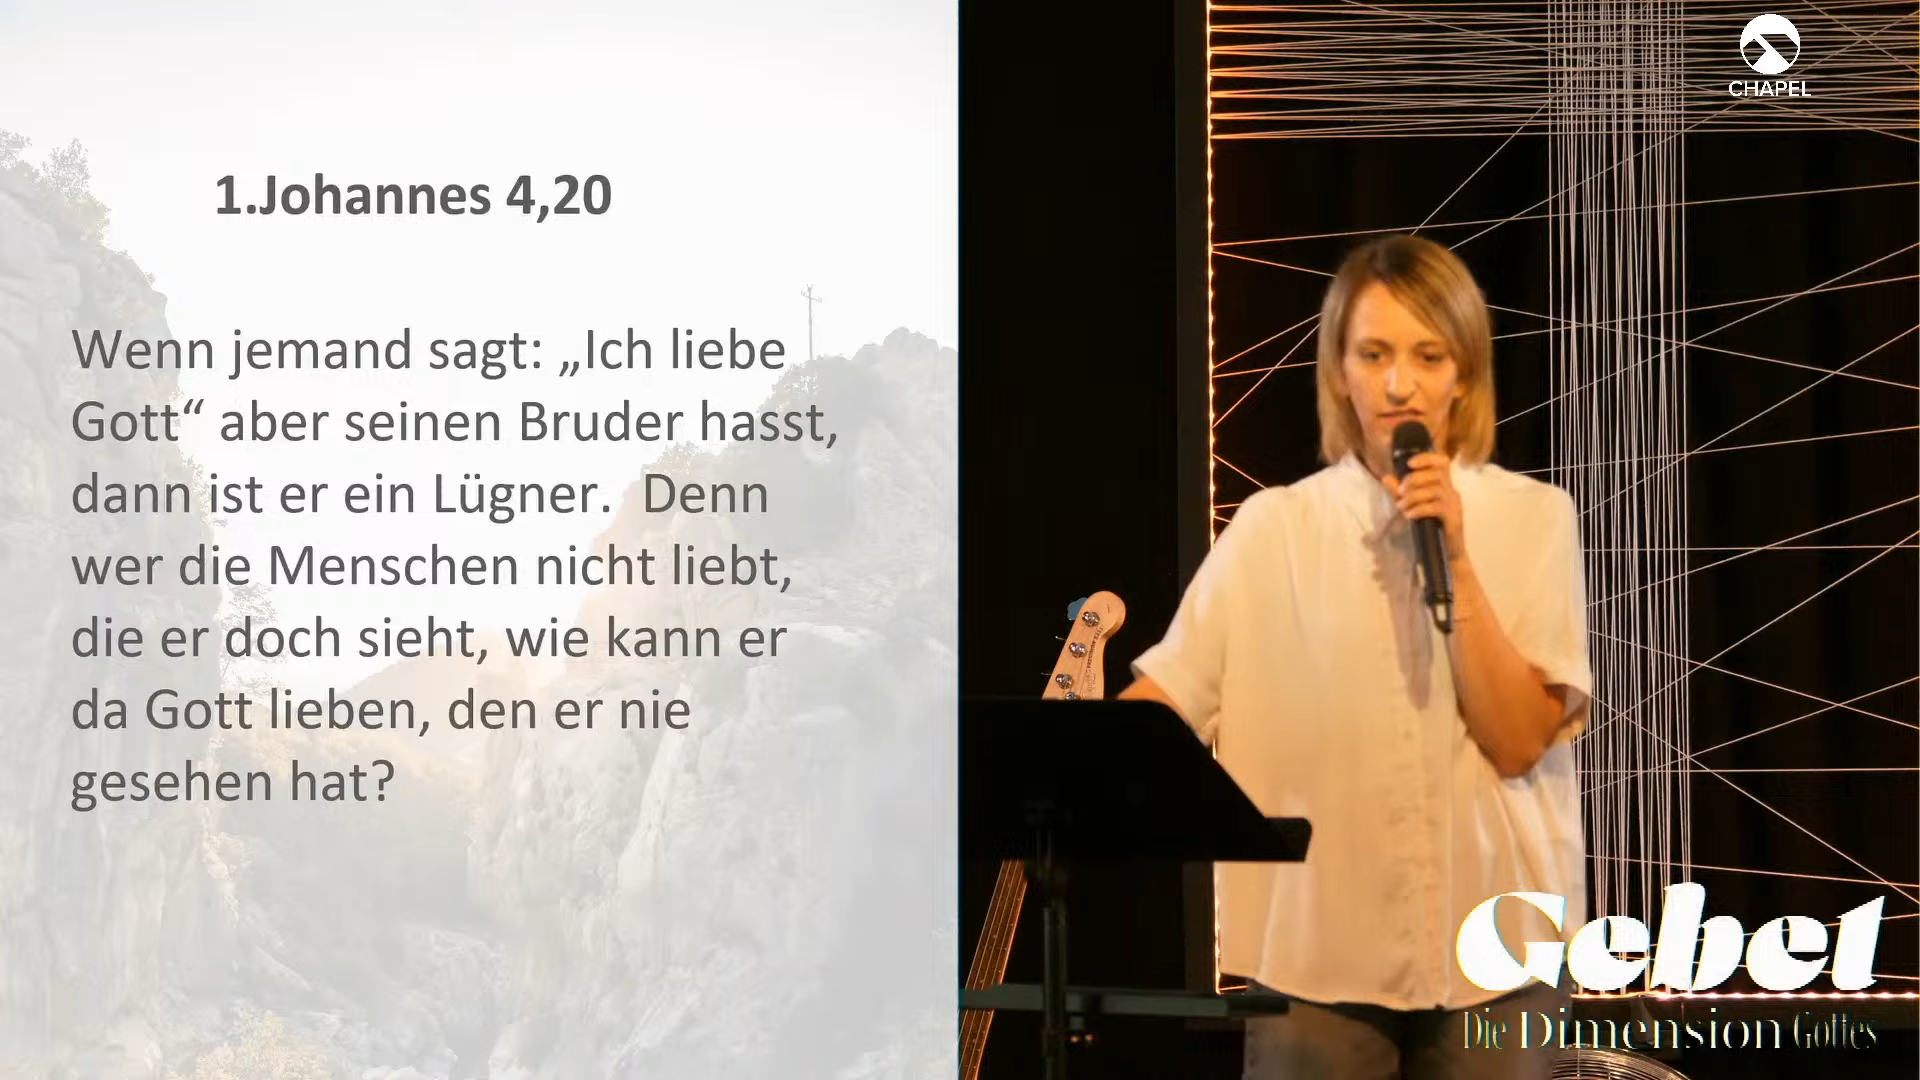 1.Johannes 4,20
Wenn jemand sagt: „Ich liebe
Gott“ aber seinen Bruder hasst,
dann ist er ein Lügner.  Denn
wer die Menschen nicht liebt,
die er doch sieht, wie kann er
da Gott lieben, den er nie
gesehen hat?
CHAPEL
Gebet
Die Dimension Gottes